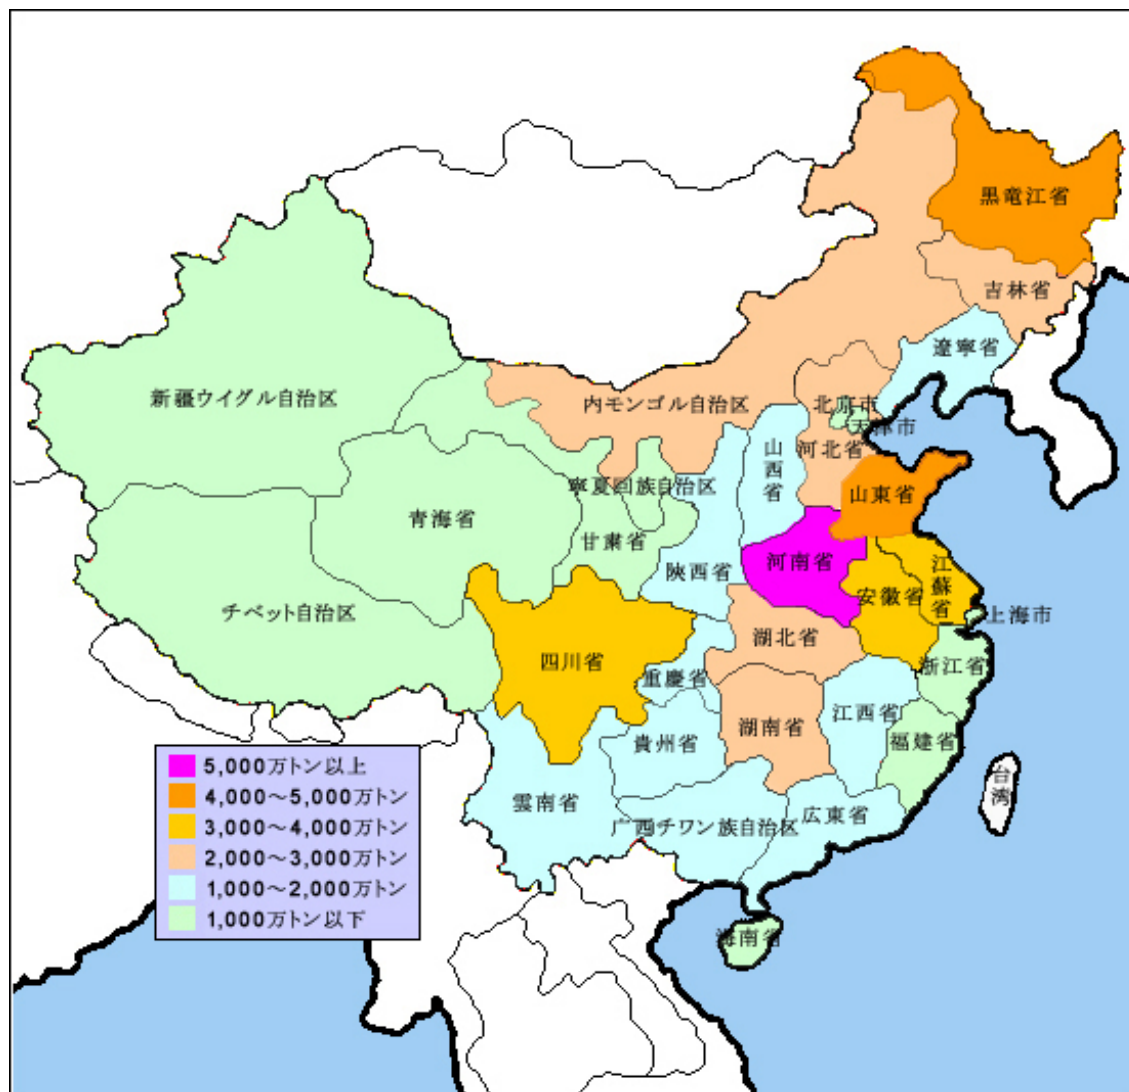 黒竜江省
吉林省
遼寧省
新疆ウイグル自治区
内モンゴル自治区
北京市
天津市
河北省
山西省
寧夏回族自治区
山東省
青海省
甘粛省
陝西省
河南省
江蘇省
安徽省
チベット自治区
上海市
湖北省
四川省
重慶省
浙江省
江西省
湖南省
貴州省
福建省
台湾
雲南省
広東省
广西チワン族自治区
海南省
5,000万トン以上
4,000～5,000万トン
3,000～4,000万トン
2,000～3,000万トン
1,000～2,000万トン
1,000万トン以下